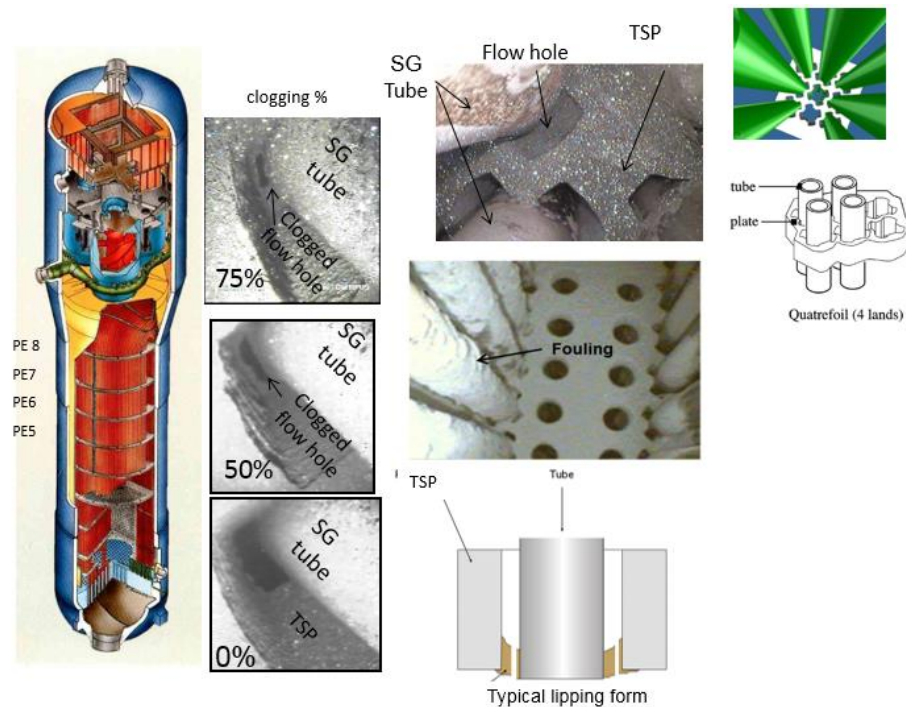 clogging %
SG
tube
Clogged
flow hole
75%
SG
tube
Clogged
flow hole
50%
SG
tube
TSP
0%
PE 8
PE7
PE6
PE5
TSP
Flow hole
SG
Tube
Fouling
TSP
Tube
Typical lipping form
tube
plate
Quatrefoil (4 lands)